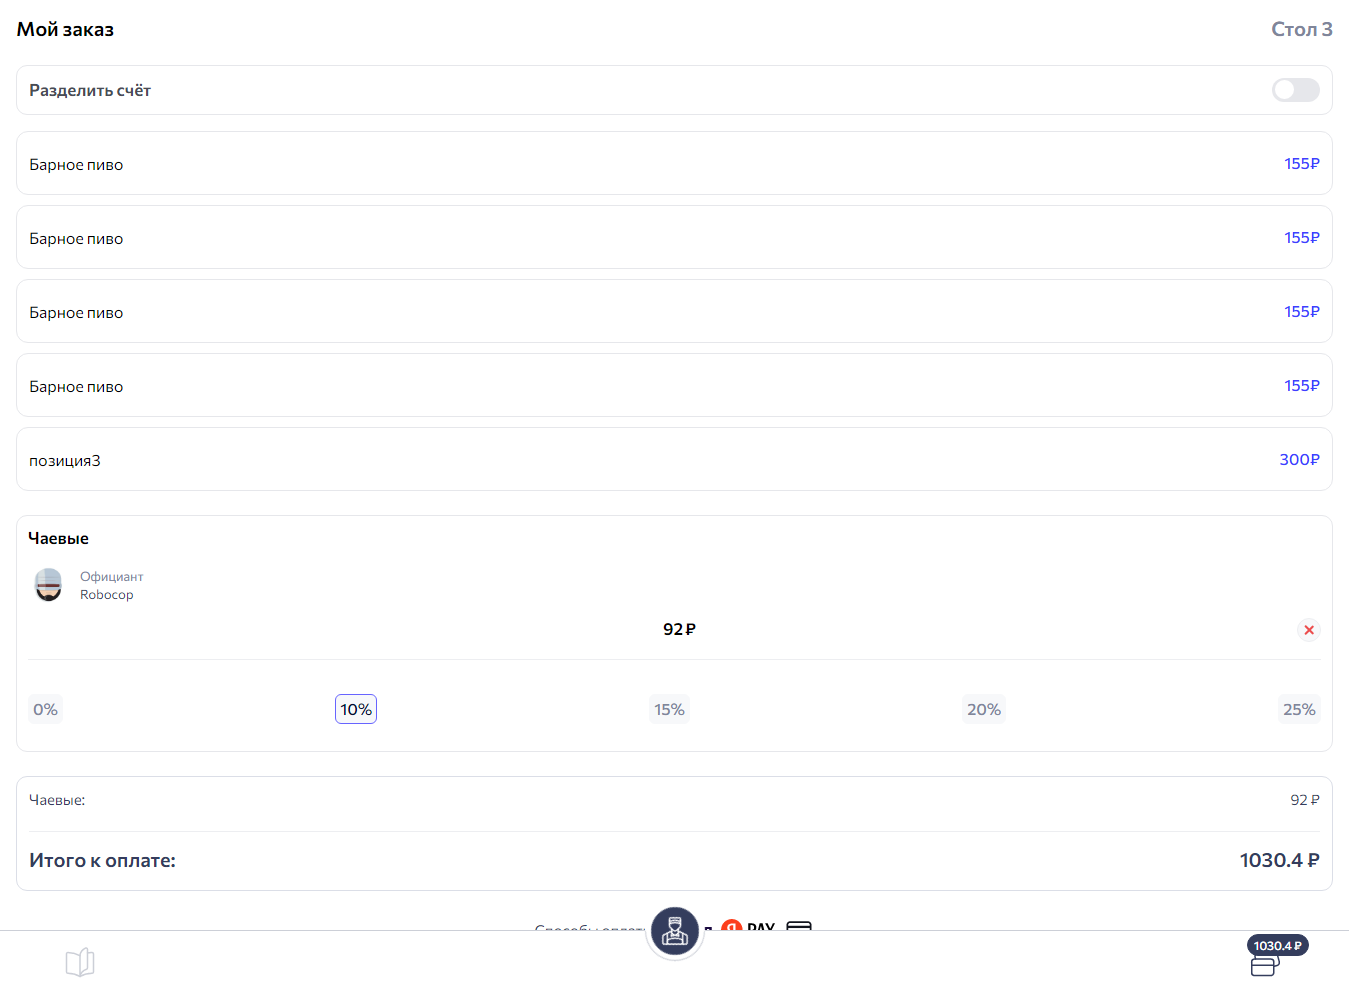 Мой заказ
Стол 3
Разделить счёт
Барное пиво
155₽
Барное пиво
155₽
Барное пиво
155₽
Барное пиво
155₽
позиция3
300₽
Чаевые
Официант
Robocop
92 ₽
0%
10%
15%
20%
25%
Чаевые:
92 ₽
Итого к оплате:
1030.4 ₽
Способы
PAY
1030.4 ₽